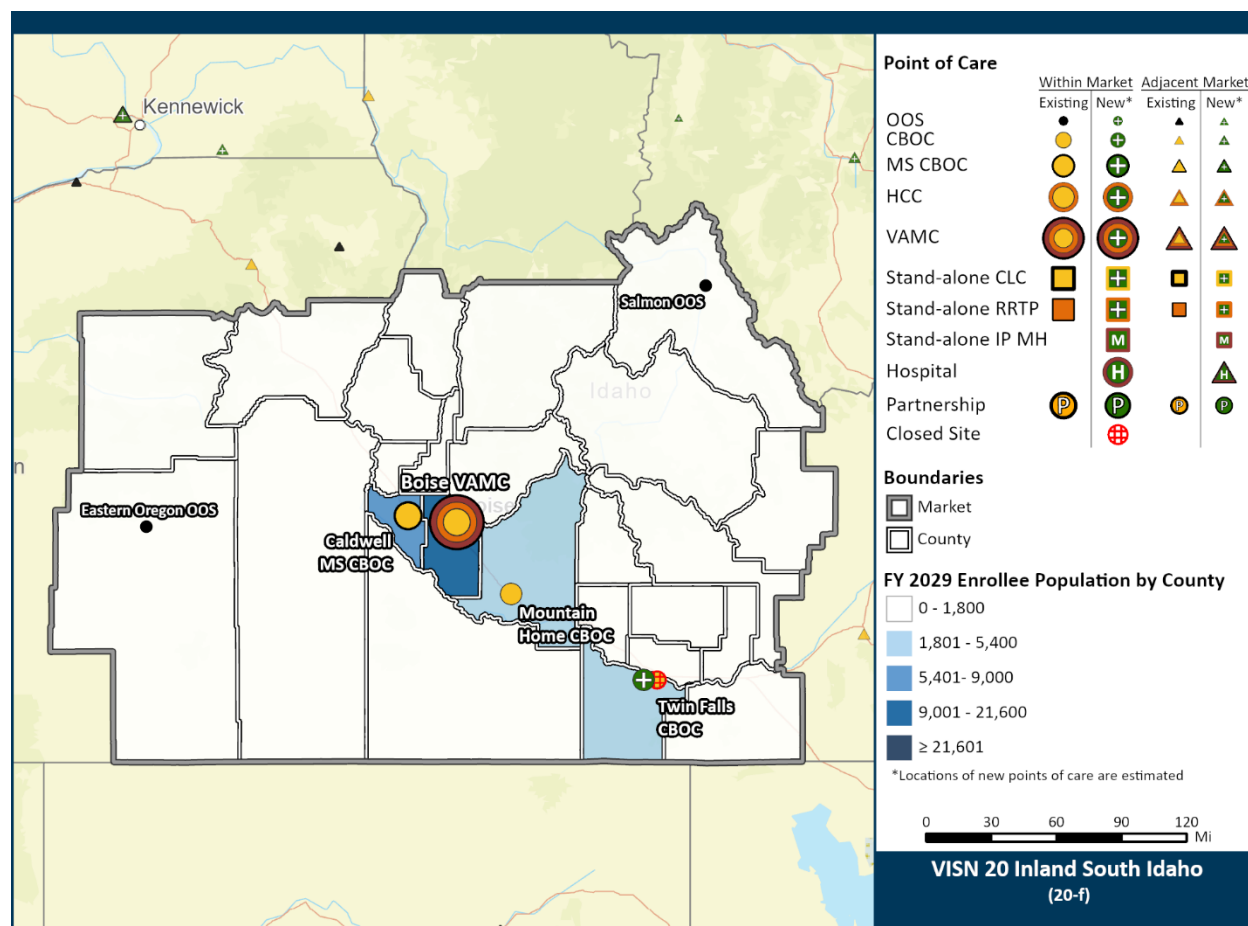 Kennewick
Salmon OOS
Idaho
Boise VAMC
Eastern Oregon OOS
Caldwell
MS CBOC
Mountain
Home CBOC
Twin Falls
CBOC
n
Point of Care
Within Market Adjacent Market
Existing New* Existing New*
OOS
CBOC
MS CBOC
HCC
VAMC
Stand-alone CLC
Stand-alone RRTP
Stand-alone IP MH
M M
Hospital
H H
Partnership
P P P P
Closed Site
Boundaries
Market
County
FY 2029 Enrollee Population by County
0 - 1,800
1,801 - 5,400
5,401- 9,000
9,001 - 21,600
≥ 21,601
*Locations of new points of care are estimated
0 30 60 90 120
Mi
VISN 20 Inland South Idaho
(20-f)